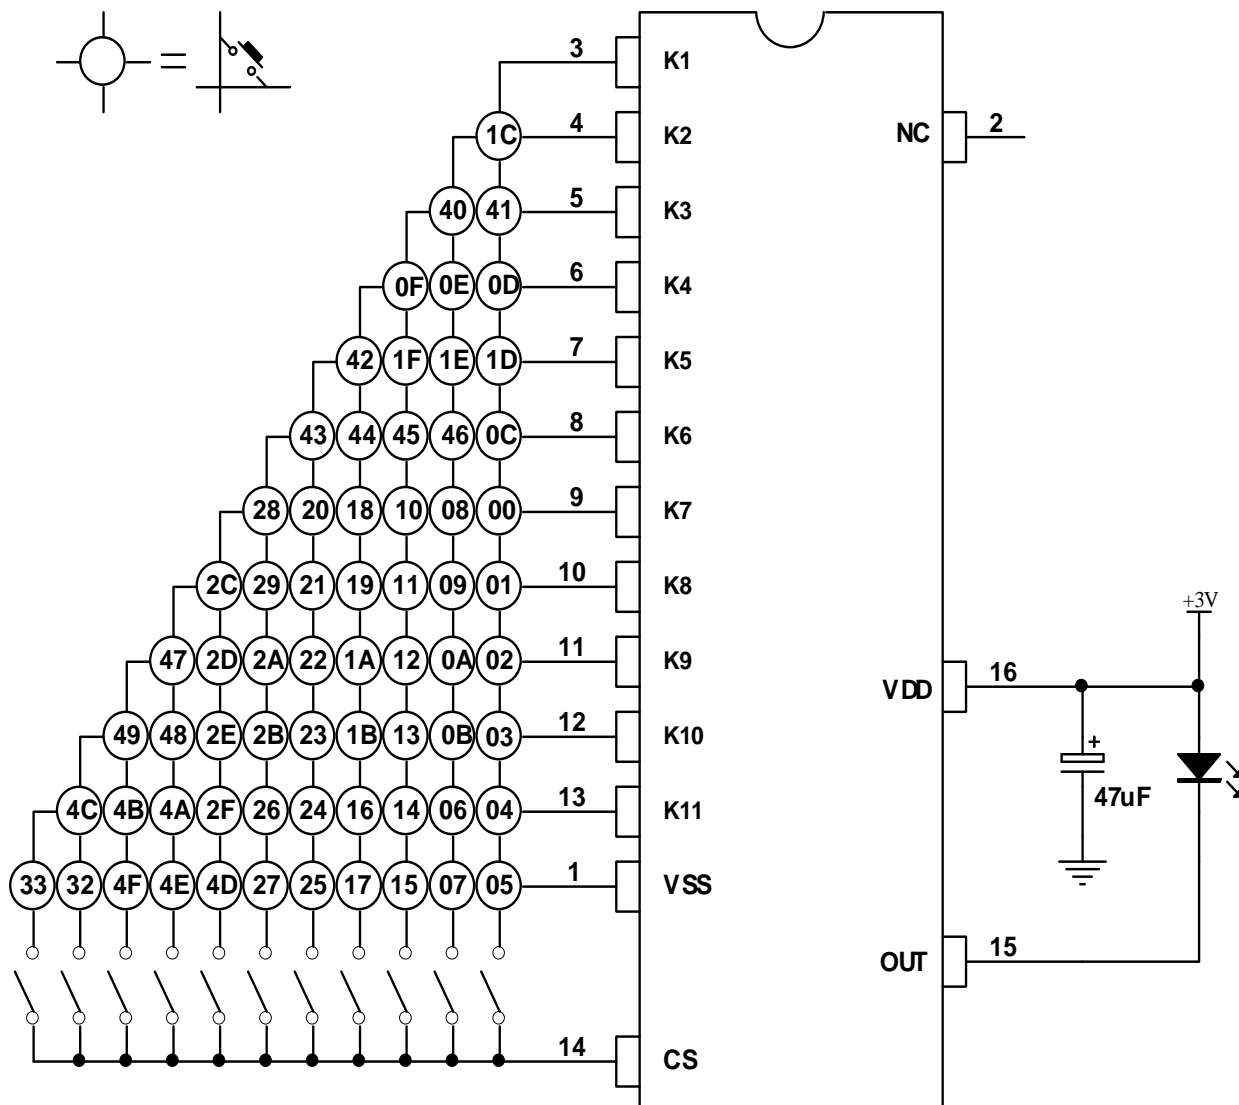 3 K1
1C 4 K2 NC 2
40 41 5 K3
0F 0E 0D 6 K4
42 1F 1E 1D 7 K5
43 44 45 46 0C 8 K6
28 20 18 10 08 00 9 K7
2C 29 21 19 11 09 01 10 K8
+3V
47 2D 2A 22 1A 12 0A 02 11 K9
VDD 16
49 48 2E 2B 23 1B 13 0B 03 12 K10
+
47uF
4C 4B 4A 2F 26 24 16 14 06 04 13 K11
33 32 4F 4E 4D 27 25 17 15 07 05 1 VSS
OUT 15
14 CS